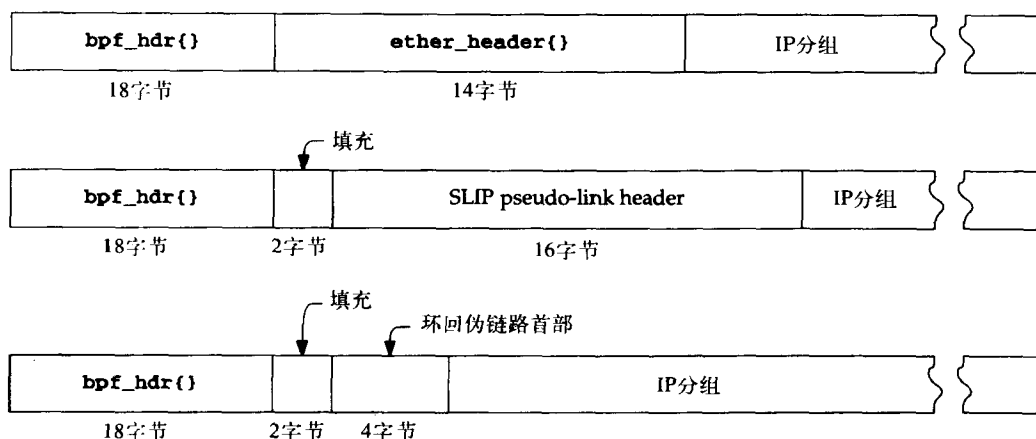 bpf_hdr{} ether_header{} IP分组
18字节 14字节
填充
bpf_hdr{} SLIP pseudo-link header IP分组
18字节 2字节 16字节
填充
环回伪链路首部
bpf_hdr{} IP分组
18字节 2字节 4字节